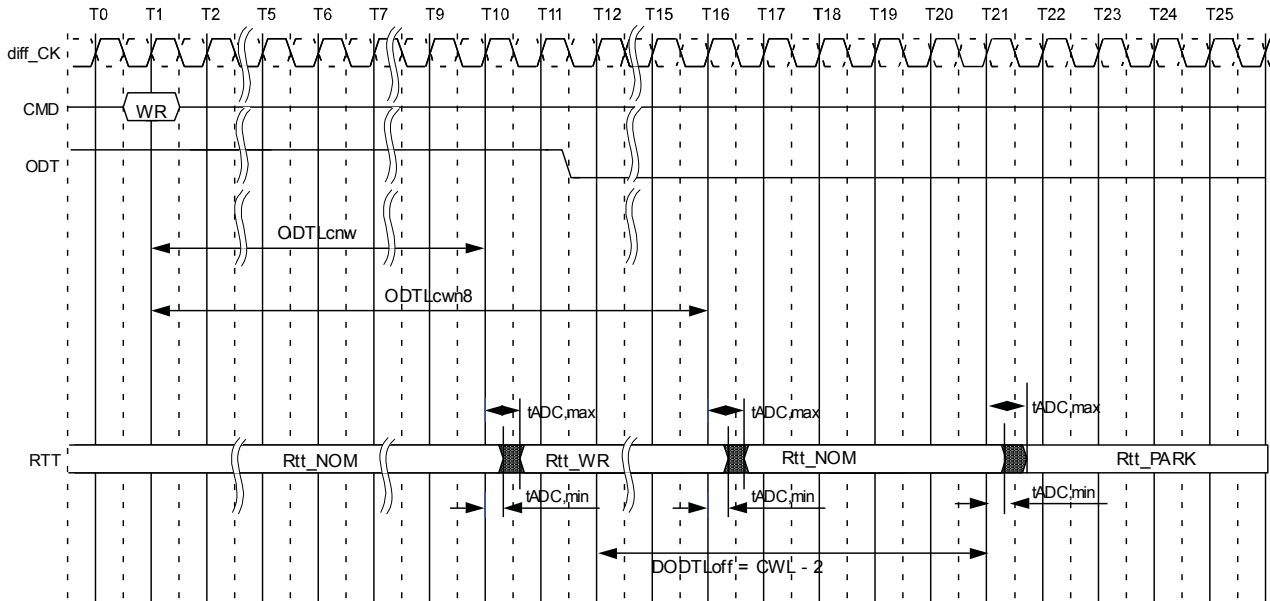 T0 T1 T2 T5 T6 T7 T9 T10 T11 T12 T15 T16 T17 T18 T19 T20 T21 T22 T23 T24 T25
diff_CK
CMD WR
ODT
ODTLcnw
ODTLcwn8
tADC,max tADC,max tADC,max
RTT Rtt_NOM Rtt_WR Rtt_NOM Rtt_PARK
tADC,min tADC,min tADC,min
DODTLoff = CWL - 2